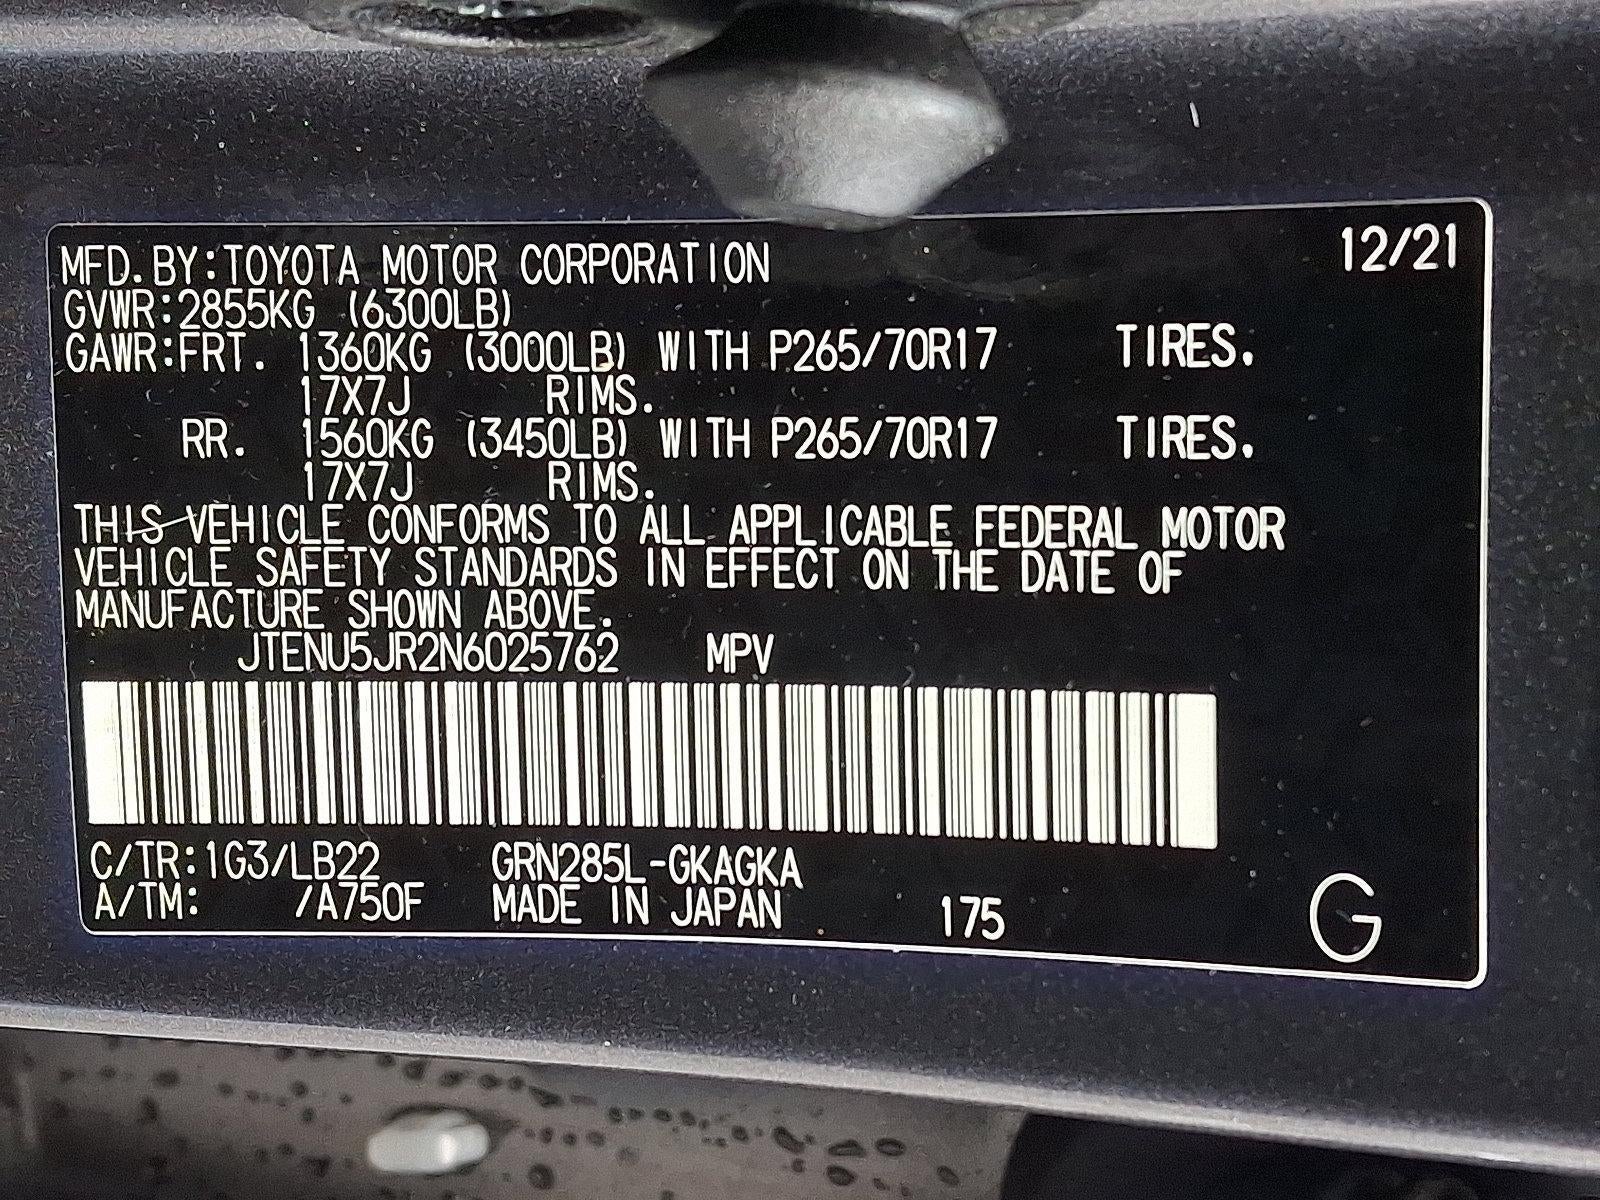 12/21
MFD.BY:TOYOTA MOTOR CORPORATION
GVWR:2855KG (6300LB)
GAWR:FRT. 1360KG (3000LB) WITH P265/70R17 TIRES.
17X7J RIMS.
RR. 1560KG (3450LB) WITH P265/70R17 TIRES.
17X7J RIMS.
THIS VEHICLE CONFORMS TO ALL APPLICABLE FEDERAL MOTOR
VEHICLE SAFETY STANDARDS IN EFFECT ON THE DATE OF
MANUFACTURE SHOWN ABOVE.
JTENU5JR2N6025762 MPV
C/TR:1G3/LB22 GRN285L-GKAGKA
A/TM: /A750F MADE IN JAPAN 175 G